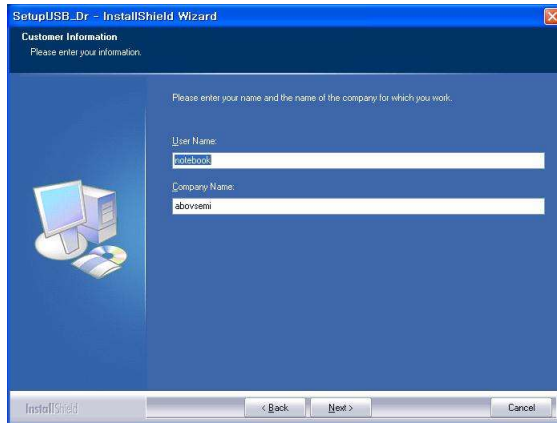 SetupUSB_Dr - InstallShield Wizard
Customer Information
Please enter your information.
Please enter your name and the name of the company for which you work.
User Name:
notebook
Company Name:
abovsemi
InstallShield
< Back
Next >
Cancel